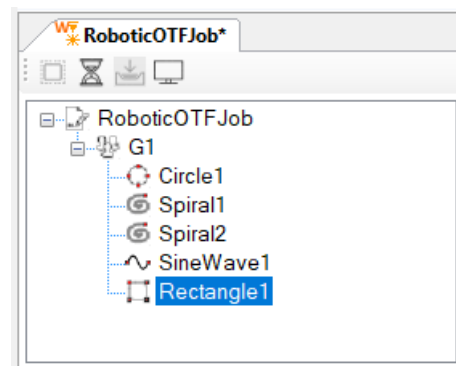 RoboticOTFJob*
RoboticOTFJob
G1
Circle1
Spiral1
Spiral2
SineWave1
Rectangle1